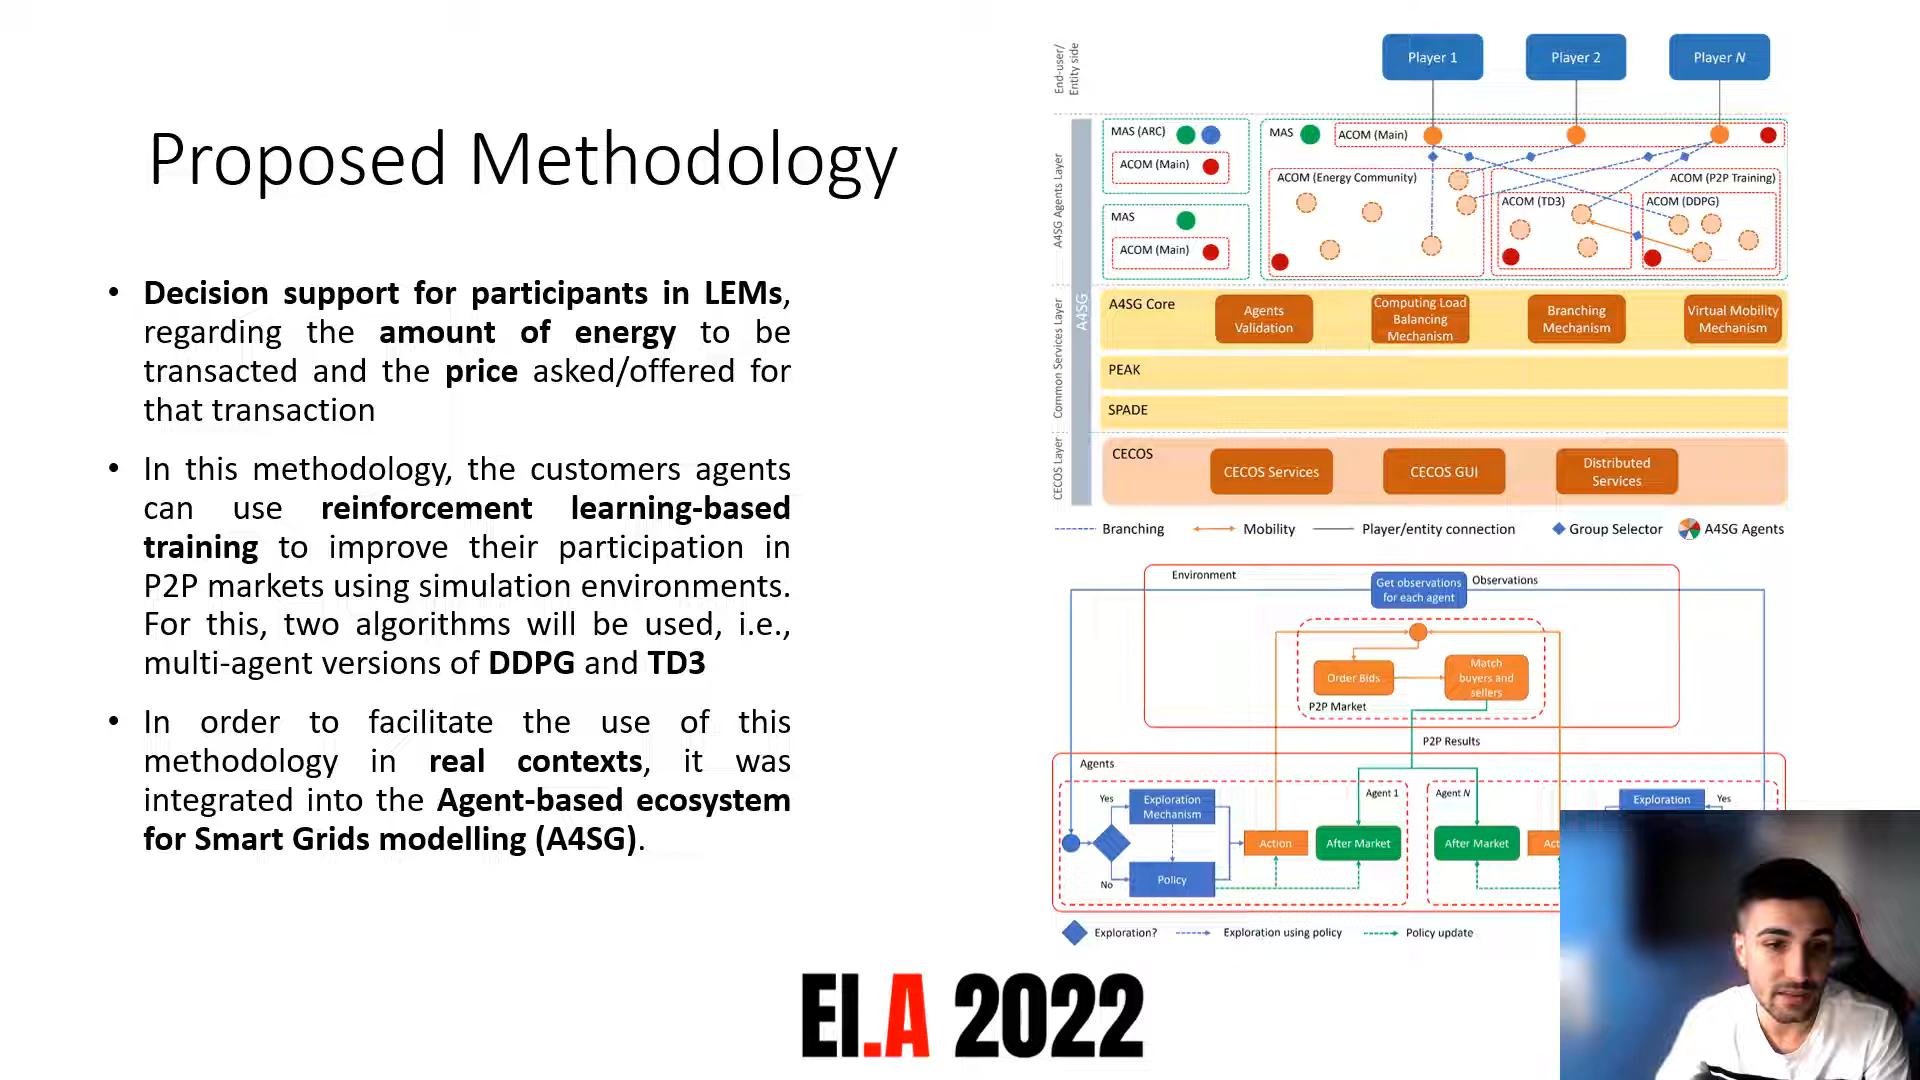 Proposed Methodology
• Decision support for participants in LEMs,
regarding the amount of energy to be
transacted and the price asked/offered for
that transaction
• In this methodology, the customers agents
can use reinforcement learning-based
training to improve their participation in
P2P markets using simulation environments.
For this, two algorithms will be used, i.e.,
multi-agent versions of DDPG and TD3
• In order to facilitate the use of this
methodology in real contexts, it was
integrated into the Agent-based ecosystem
for Smart Grids modelling (A4SG).
End-user/
Entity side
Player 1
Player 2
Player N
A4SG
A4SG Agents Layer
MAS (ARC)
ACOM (Main)
MAS
ACOM (Main)
MAS
ACOM (Main)
ACOM (Energy Community)
ACOM (P2P Training)
ACOM (TD3)
ACOM (DDPG)
Common Services Layer
A4SG Core
Agents
Validation
Computing Load
Balancing
Mechanism
Branching
Mechanism
Virtual Mobility
Mechanism
PEAK
SPADE
CECOS Layer
CECOS
CECOS Services
CECOS GUI
Distributed
Services
Branching
Mobility
Player/entity connection
Group Selector
A4SG Agents
Environment
Get observations
for each agent
Observations
Order Bids
Match
buyers and
sellers
P2P Market
P2P Results
Agents
Yes
Exploration
Mechanism
Agent 1
Agent N
Exploration
Yes
Action
After Market
After Market
Act
No
Policy
Exploration?
Exploration using policy
Policy update
EI.A 2022